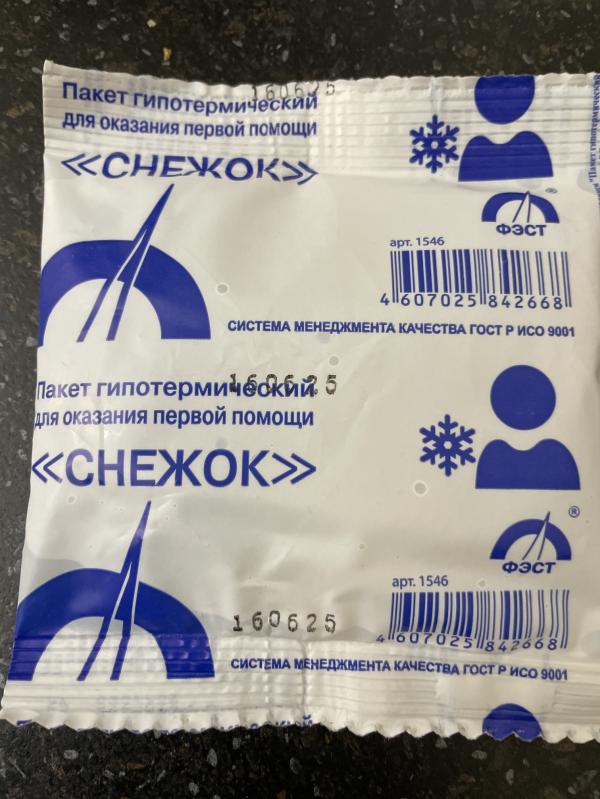 160625
Пакет гипотермический
для оказания первой помощи
«СНЕЖОК»
®
ФЭСТ
арт. 1546
4 607025 842668
СИСТЕМА МЕНЕДЖМЕНТА КАЧЕСТВА ГОСТ Р ИСО 9001
160625
Пакет гипотермический
для оказания первой помощи
«СНЕЖОК»
®
ФЭСТ
арт. 1546
4 607025 842668
160625
СИСТЕМА МЕНЕДЖМЕНТА КАЧЕСТВА ГОСТ Р ИСО 9001
"Пакет гипотермический